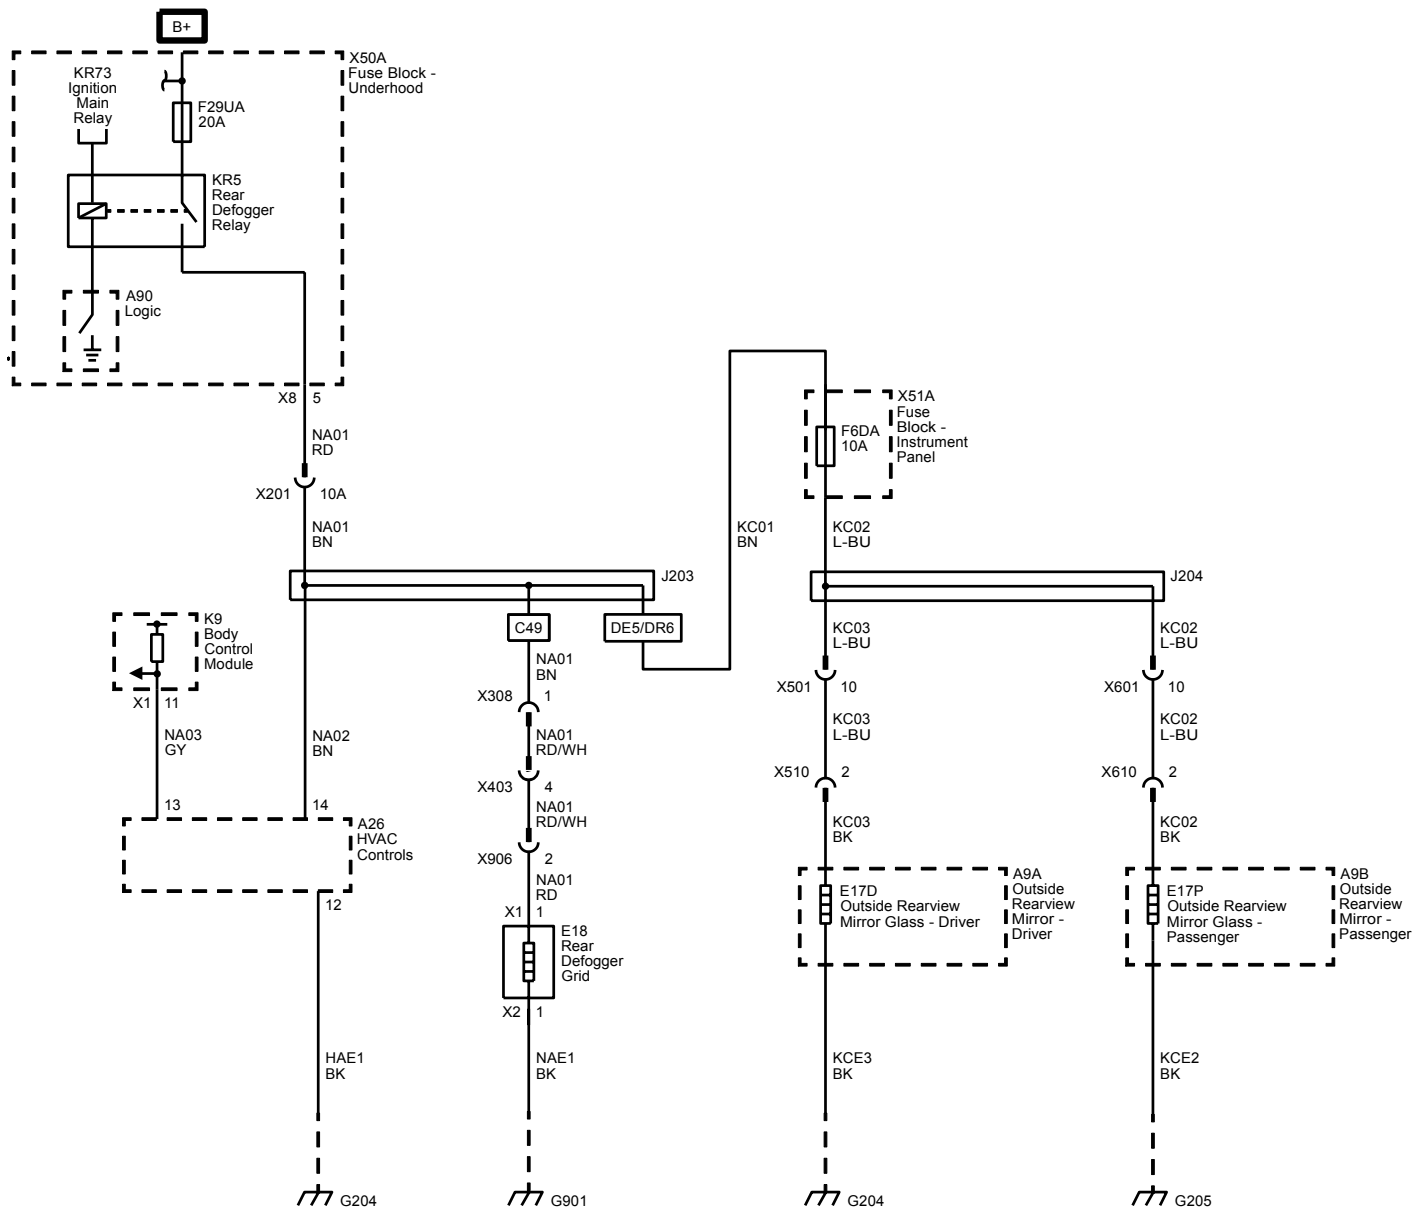 B+
X50A
Fuse Block -
Underhood
KR73
Ignition
Main
Relay
F29UA
20A
KR5
Rear
Defogger
Relay
A90
Logic
X8 5
NA01
RD
X201 10A
NA01
BN
X51A
Fuse
Block -
Instrument
Panel
F6DA
10A
KC01
BN
KC02
L-BU
J203
J204
C49
DE5/DR6
K9
Body
Control
Module
X1 11
NA03
GY
NA02
BN
13
14
A26
HVAC
Controls
12
HAE1
BK
G204
NA01
BN
X308 1
NA01
RD/WH
X403 4
NA01
RD/WH
X906 2
NA01
RD
X1 1
E18
Rear
Defogger
Grid
X2 1
NAE1
BK
G901
KC03
L-BU
X501 10
KC03
L-BU
X510 2
KC03
BK
A9A
Outside
Rearview
Mirror -
Driver
E17D
Outside Rearview
Mirror Glass - Driver
KCE3
BK
G204
KC02
L-BU
X601 10
KC02
L-BU
X610 2
KC02
BK
A9B
Outside
Rearview
Mirror -
Passenger
E17P
Outside Rearview
Mirror Glass -
Passenger
KCE2
BK
G205